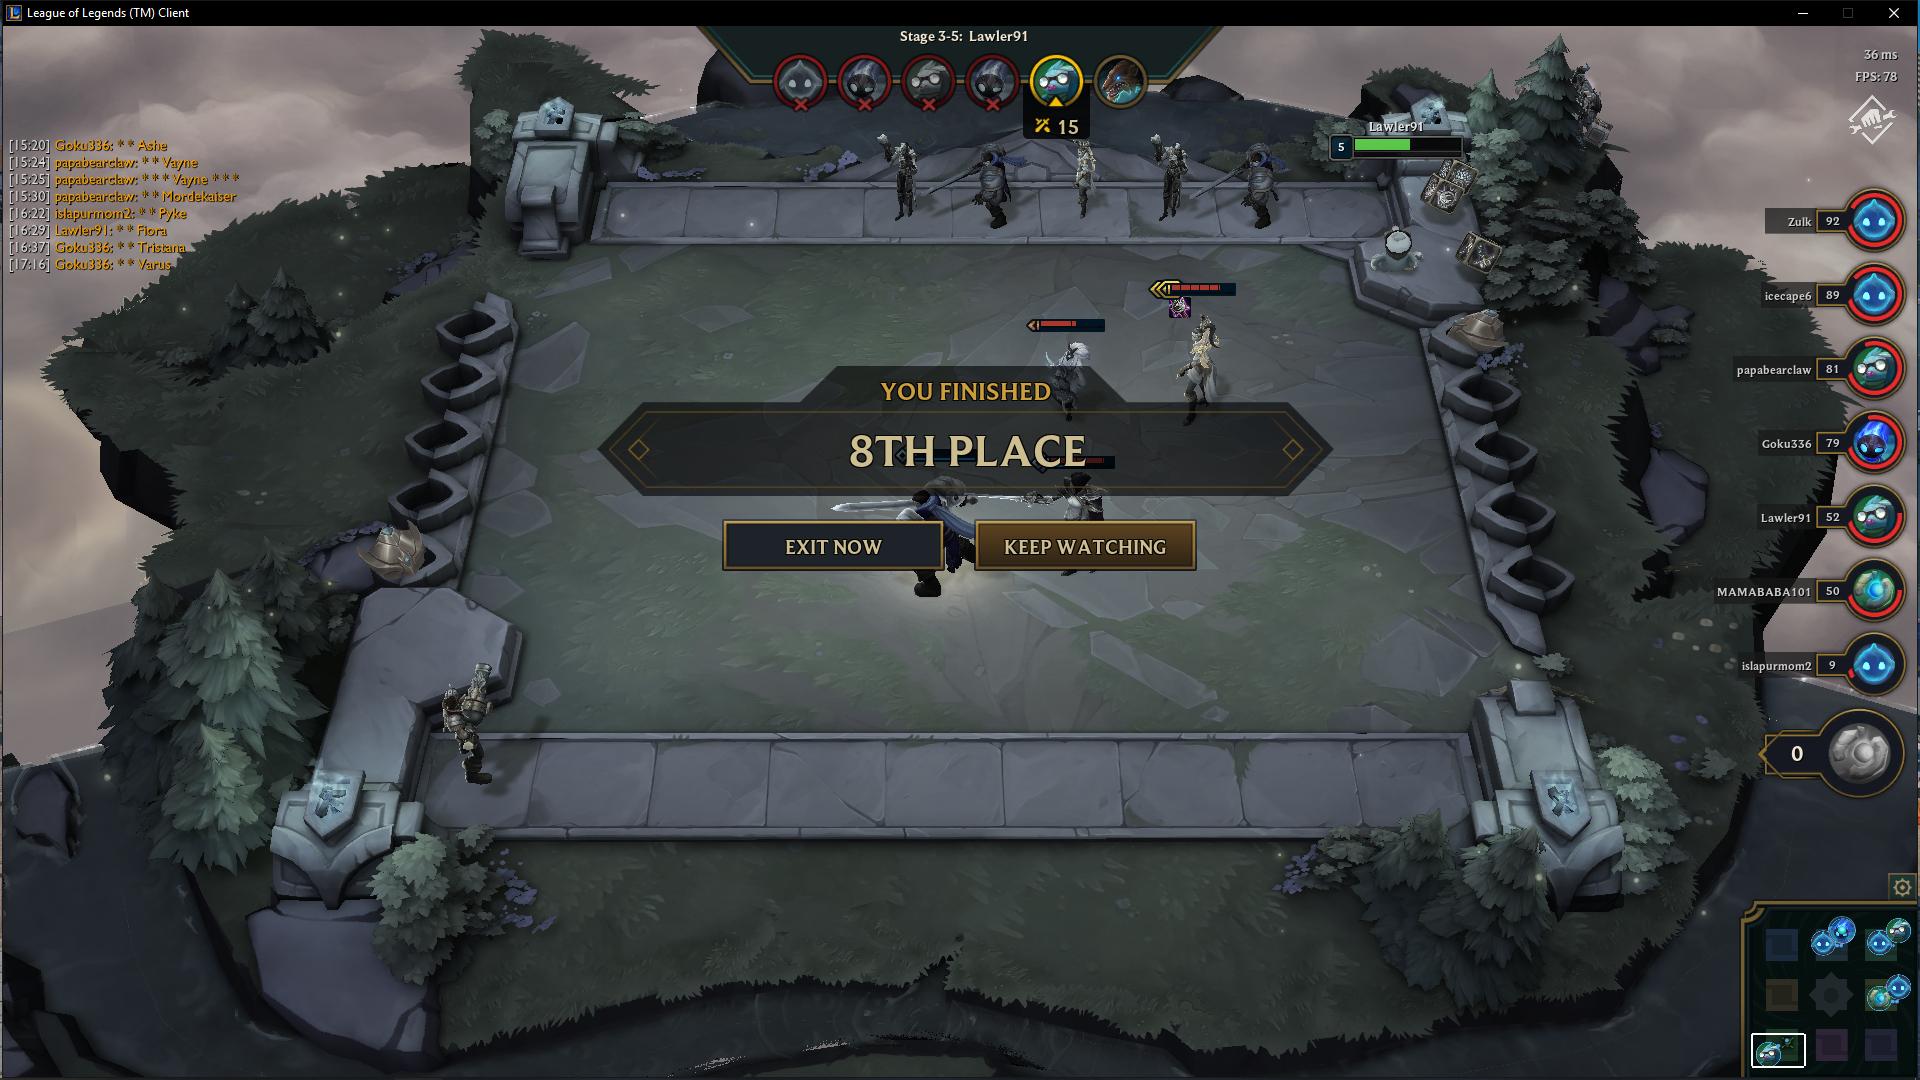 League of Legends (TM) Client
Stage 3-5: Lawler91
15
36 ms
FPS: 78
[15:20] Goku336: * * Ashe
[15:24] papabearclaw: * * Vayne
[15:25] papabearclaw: * * * Vayne * * *
[15:30] papabearclaw: * * Mordekaiser
[16:22] islapurmom2: * * Pyke
[16:29] Lawler91: * * Fiora
[16:37] Goku336: * * Tristana
[17:16] Goku336: * * Varus
Lawler91
5
Zulk 92
icecape6 89
papabearclaw 81
Goku336 79
Lawler91 52
MAMABABA101 50
islapurmom2 9
0
YOU FINISHED
8TH PLACE
EXIT NOW
KEEP WATCHING